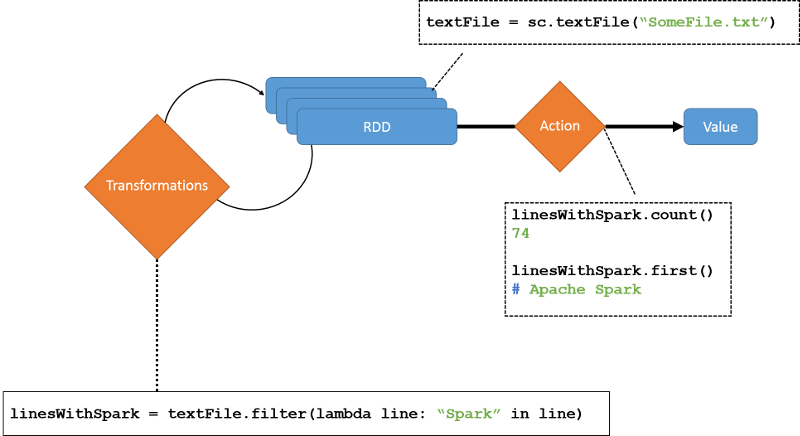 textFile = sc.textFile(“SomeFile.txt”)
RDD
Action
Value
Transformations
linesWithSpark.count()
74
linesWithSpark.first()
# Apache Spark
linesWithSpark = textFile.filter(lambda line: “Spark” in line)